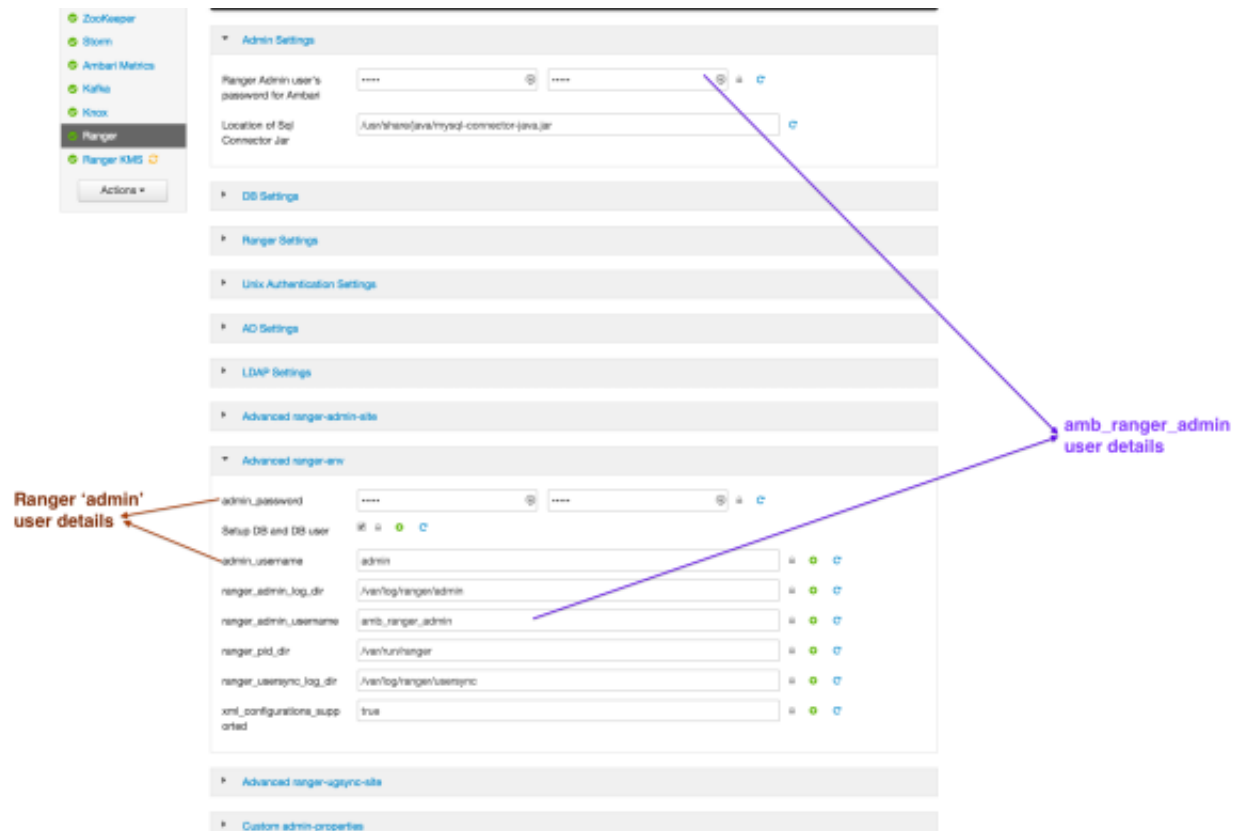 ZooKeeper
Storm
Ambari Metrics
Kafka
Knox
Ranger
Ranger KMS
Actions
Admin Settings
Ranger Admin user's
password for Ambari
Location of Sql
Connector Jar
/usr/share/java/mysql-connector-java.jar
DB Settings
Ranger Settings
Unix Authentication Settings
AD Settings
LDAP Settings
Advanced ranger-admin-site
Advanced ranger-env
amb_ranger_admin
user details
Ranger ‘admin’
user details
admin_password
Setup DB and DB user
admin_username
admin
ranger_admin_log_dir
/var/log/ranger/admin
ranger_admin_username
amb_ranger_admin
ranger_pid_dir
/var/run/ranger
ranger_usersync_log_dir
/var/log/ranger/usersync
xml_configurations_supp
orted
true
Advanced ranger-ugsync-site
Custom admin-properties